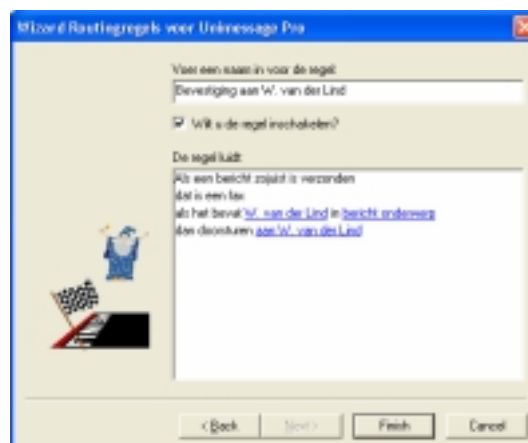 Wizard Routingregels voor Unimessage Pro
Voer een naam in voor de regel:
Bevestiging aan W. van der Lind
Wilt u de regel inschakelen?
De regel luidt:
Als een bericht zojuist is verzonden
dat is een fax
als het bevat W. van der Lind in bericht onderwerp
dan doorsturen aan W. van der Lind
< Back
Next >
Finish
Cancel